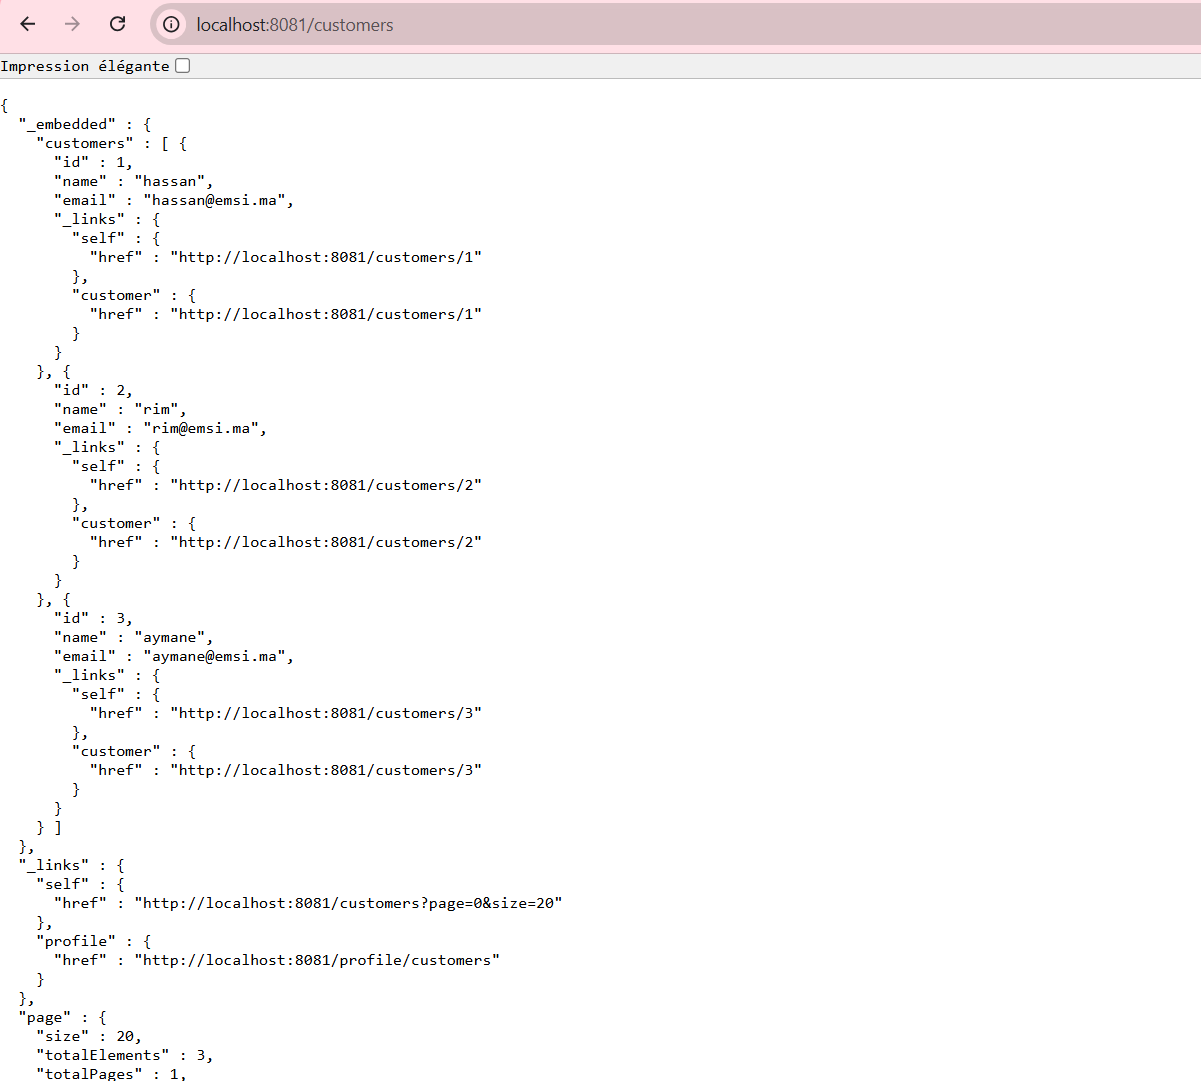 localhost:8081/customers
Impression élégante
{
  "_embedded" : {
    "customers" : [ {
      "id" : 1,
      "name" : "hassan",
      "email" : "hassan@emsi.ma",
      "_links" : {
        "self" : {
          "href" : "http://localhost:8081/customers/1"
        },
        "customer" : {
          "href" : "http://localhost:8081/customers/1"
        }
      }
    }, {
      "id" : 2,
      "name" : "rim",
      "email" : "rim@emsi.ma",
      "_links" : {
        "self" : {
          "href" : "http://localhost:8081/customers/2"
        },
        "customer" : {
          "href" : "http://localhost:8081/customers/2"
        }
      }
    }, {
      "id" : 3,
      "name" : "aymane",
      "email" : "aymane@emsi.ma",
      "_links" : {
        "self" : {
          "href" : "http://localhost:8081/customers/3"
        },
        "customer" : {
          "href" : "http://localhost:8081/customers/3"
        }
      }
    } ]
  },
  "_links" : {
    "self" : {
      "href" : "http://localhost:8081/customers?page=0&size=20"
    },
    "profile" : {
      "href" : "http://localhost:8081/profile/customers"
    }
  },
  "page" : {
    "size" : 20,
    "totalElements" : 3,
    "totalPages" : 1,